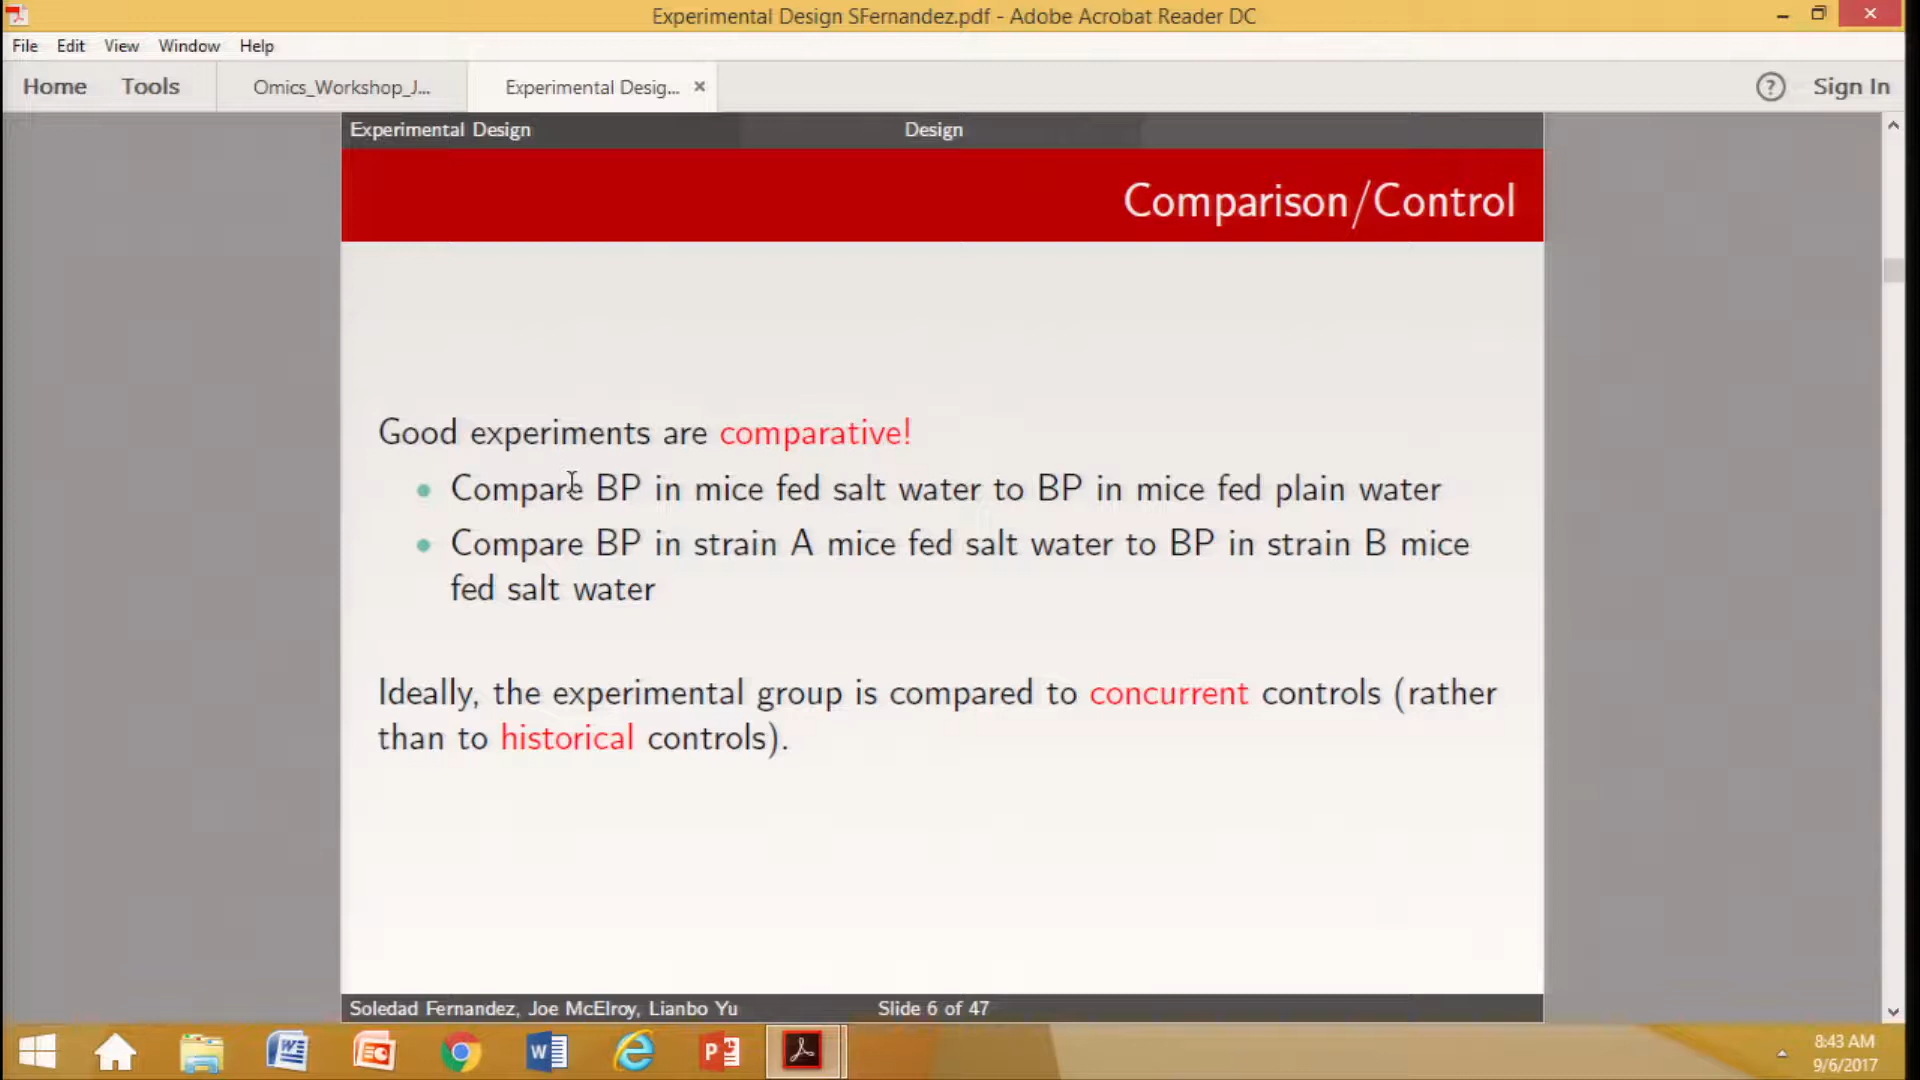 Experimental Design SFernandez.pdf - Adobe Acrobat Reader DC
File Edit View Window Help
Home Tools Omics_Workshop_J... Experimental Desig... × ? Sign In
Experimental Design Design
Comparison/Control
Good experiments are comparative!
Compare BP in mice fed salt water to BP in mice fed plain water
Compare BP in strain A mice fed salt water to BP in strain B mice
fed salt water
Ideally, the experimental group is compared to concurrent controls (rather
than to historical controls).
Soledad Fernandez, Joe McElroy, Lianbo Yu Slide 6 of 47
8:43 AM
9/6/2017